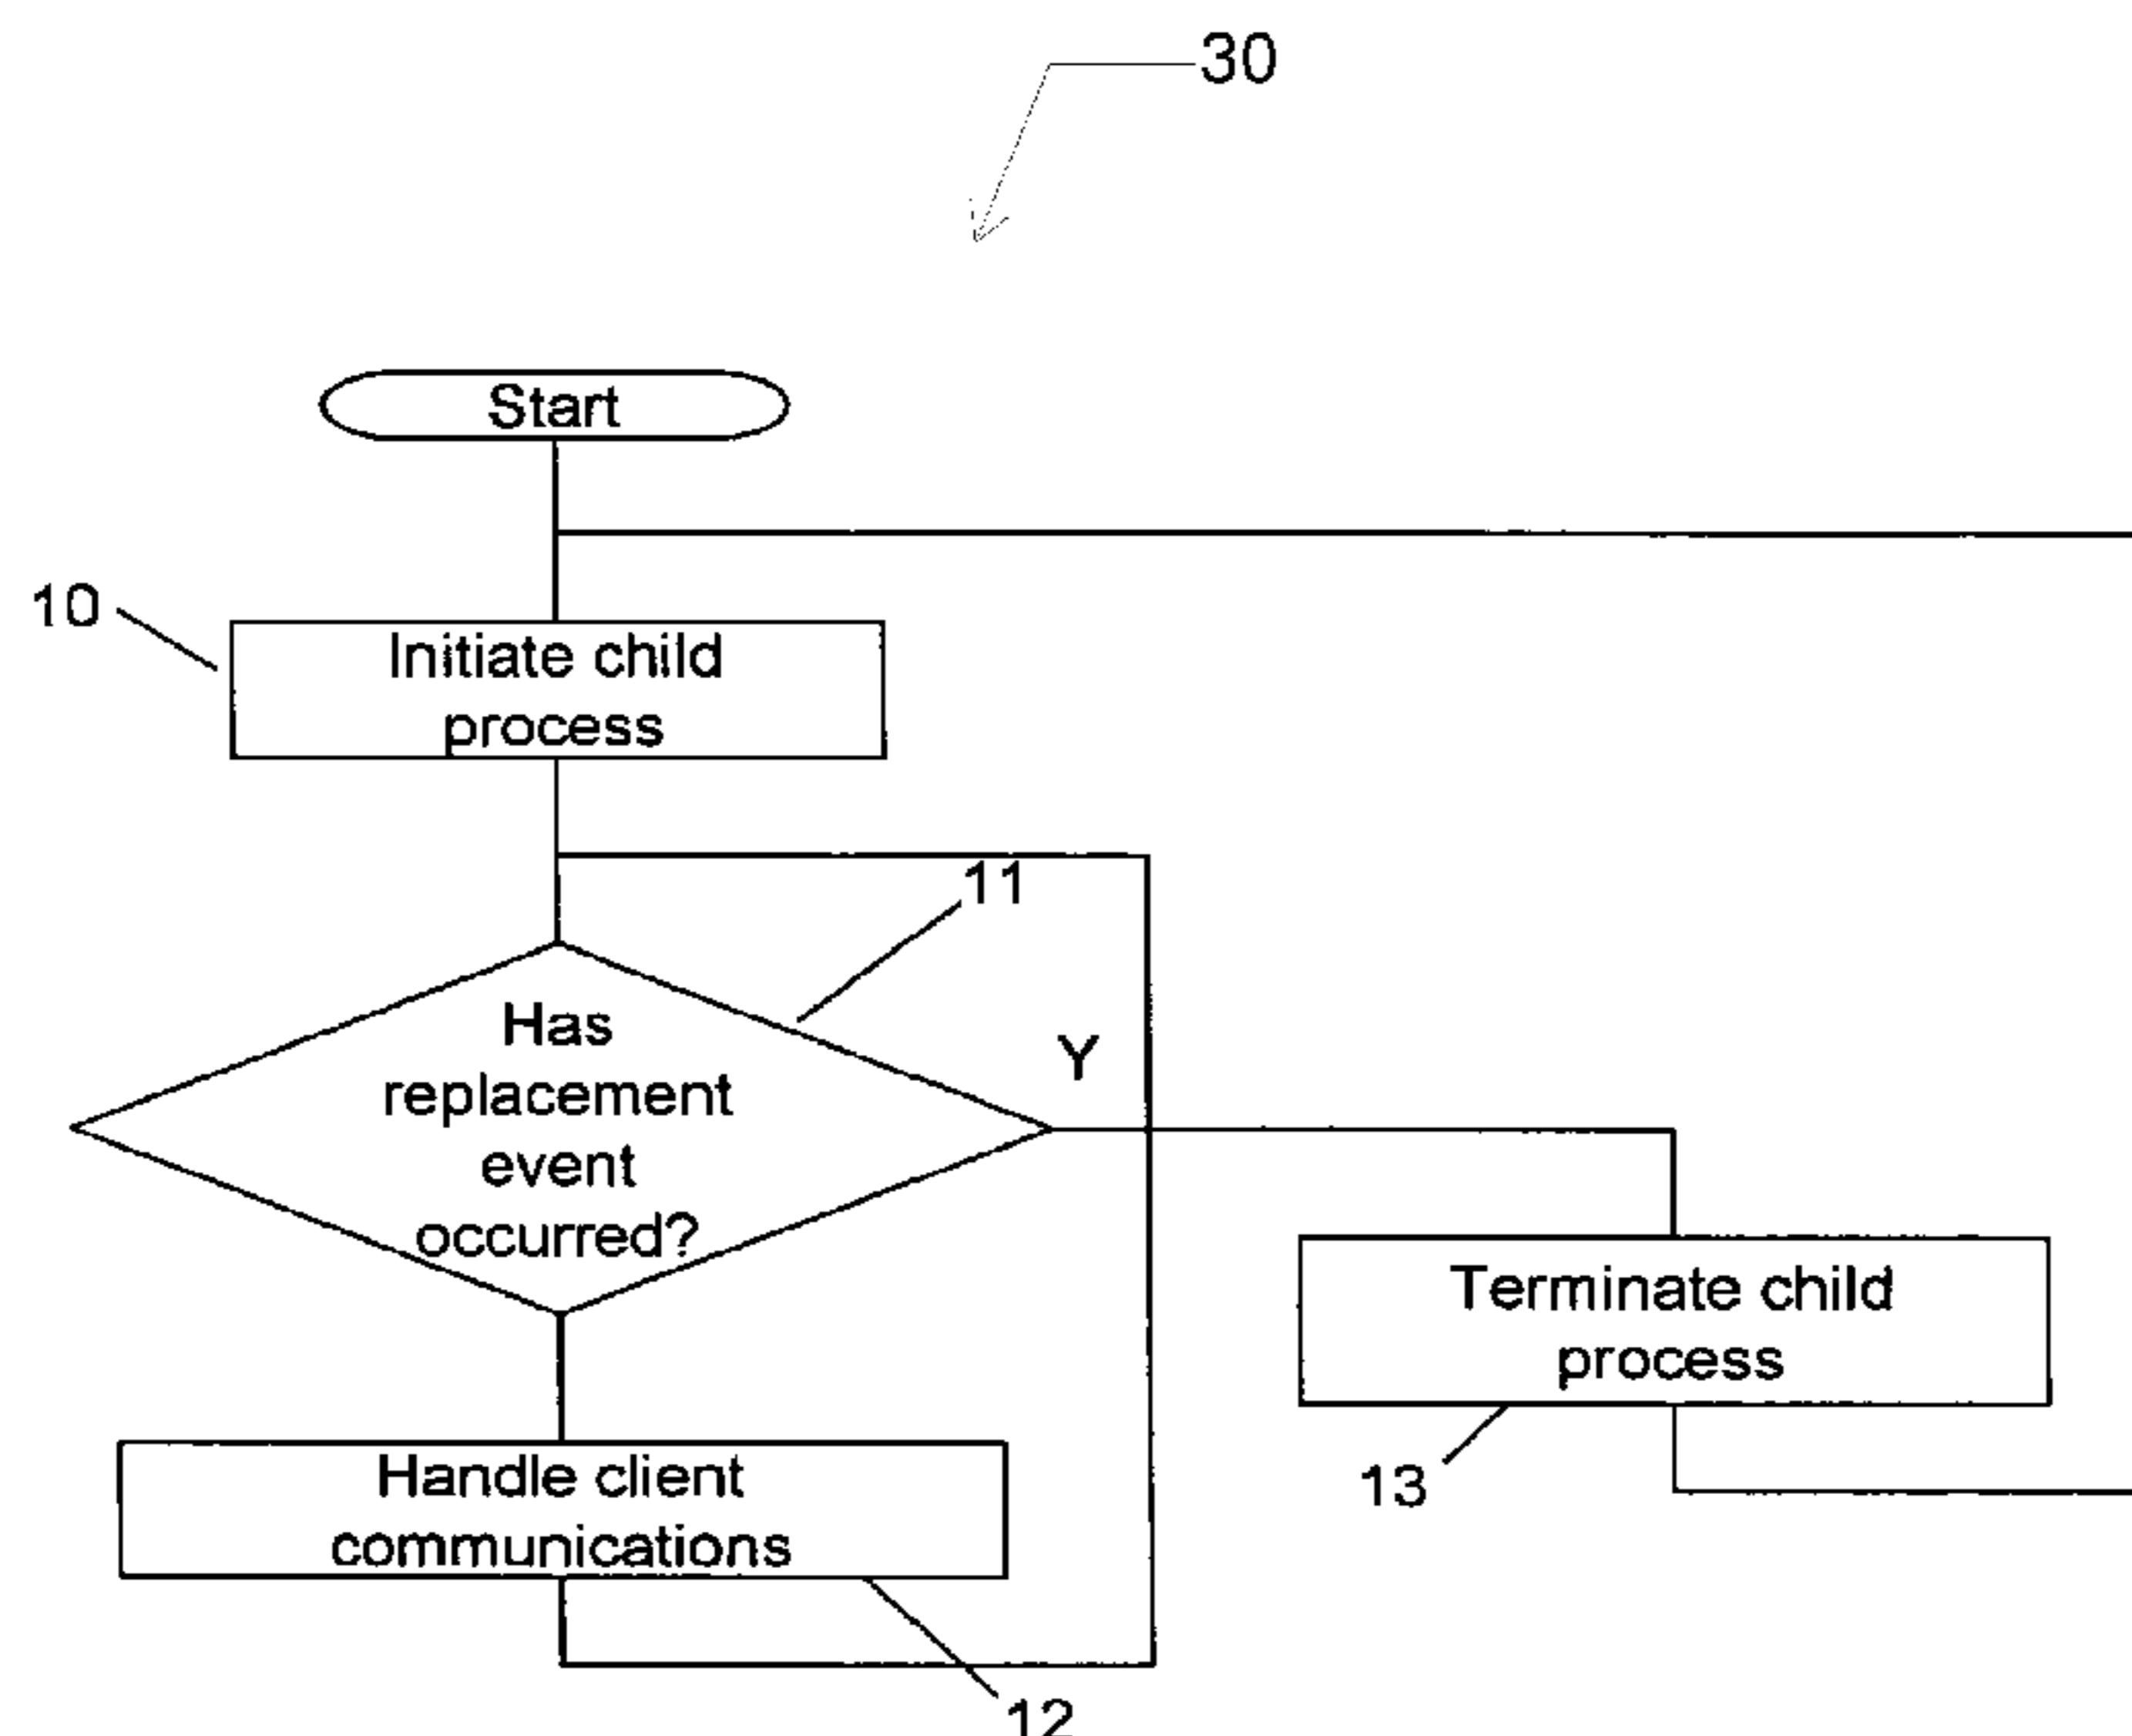 30
Start
10
Initiate child
process
11
Has
replacement
event
occurred?
Y
Terminate child
process
13
Handle client
communications
12